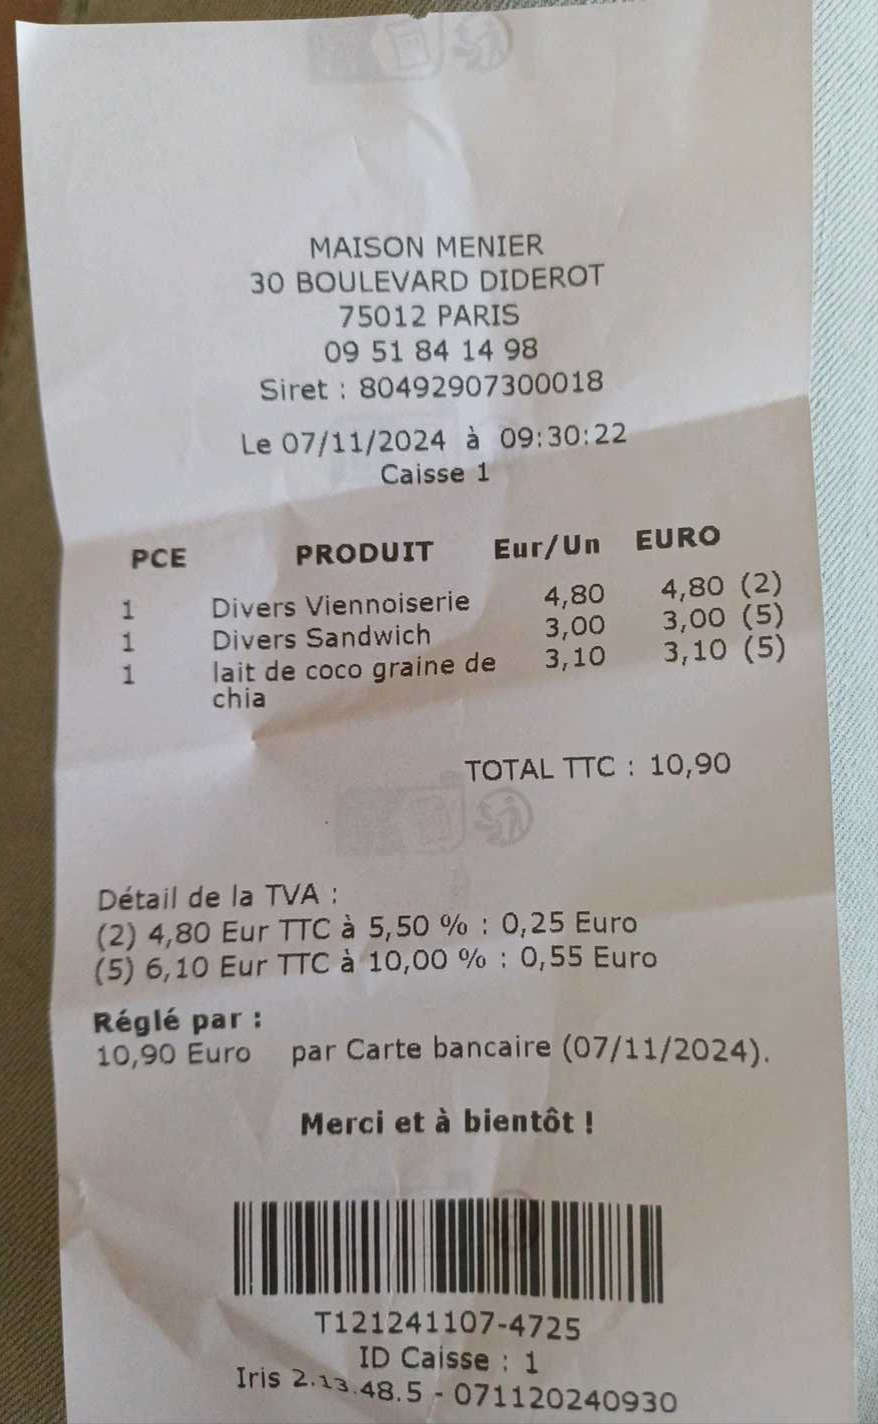 MAISON MENIER
30 BOULEVARD DIDEROT
75012 PARIS
09 51 84 14 98
Siret : 80492907300018
Le 07/11/2024 à 09:30:22
Caisse 1
PCE PRODUIT Eur/Un EURO
1 Divers Viennoiserie 4,80 4,80 (2)
1 Divers Sandwich 3,00 3,00 (5)
1 lait de coco graine de 3,10 3,10 (5)
chia
TOTAL TTC : 10,90
Détail de la TVA :
(2) 4,80 Eur TTC à 5,50 % : 0,25 Euro
(5) 6,10 Eur TTC à 10,00 % : 0,55 Euro
Réglé par :
10,90 Euro par Carte bancaire (07/11/2024).
Merci et à bientôt !
T121241107-4725
ID Caisse : 1
Iris 2.13.48.5 - 071120240930